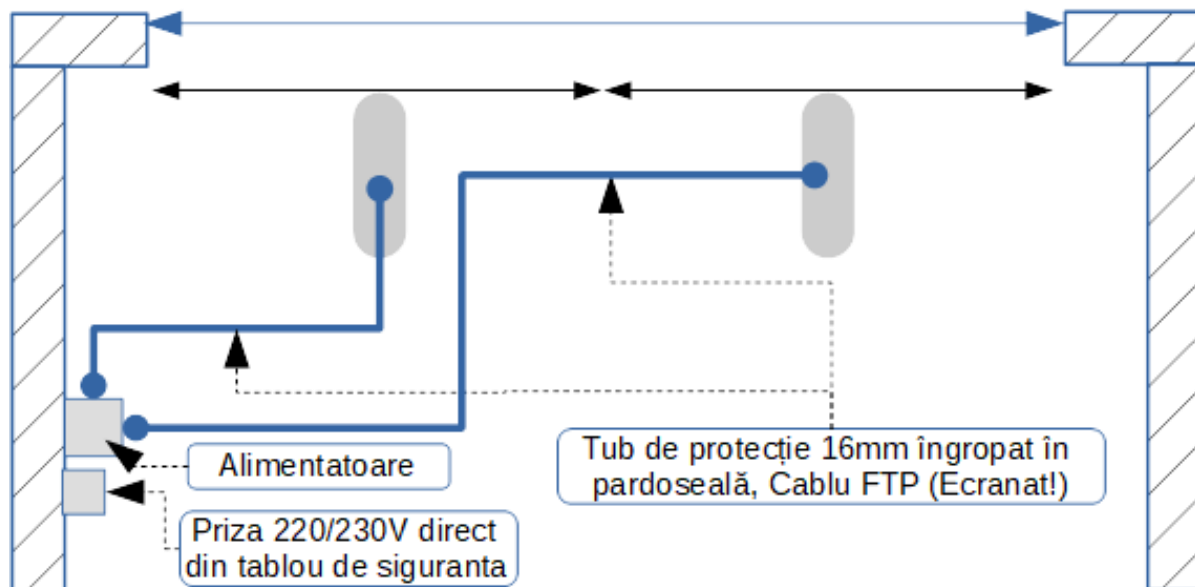 Alimentatoare
Tub de protecție 16mm îngropat în
pardoseală, Cablu FTP (Ecranat!)
Priza 220/230V direct
din tablou de siguranta